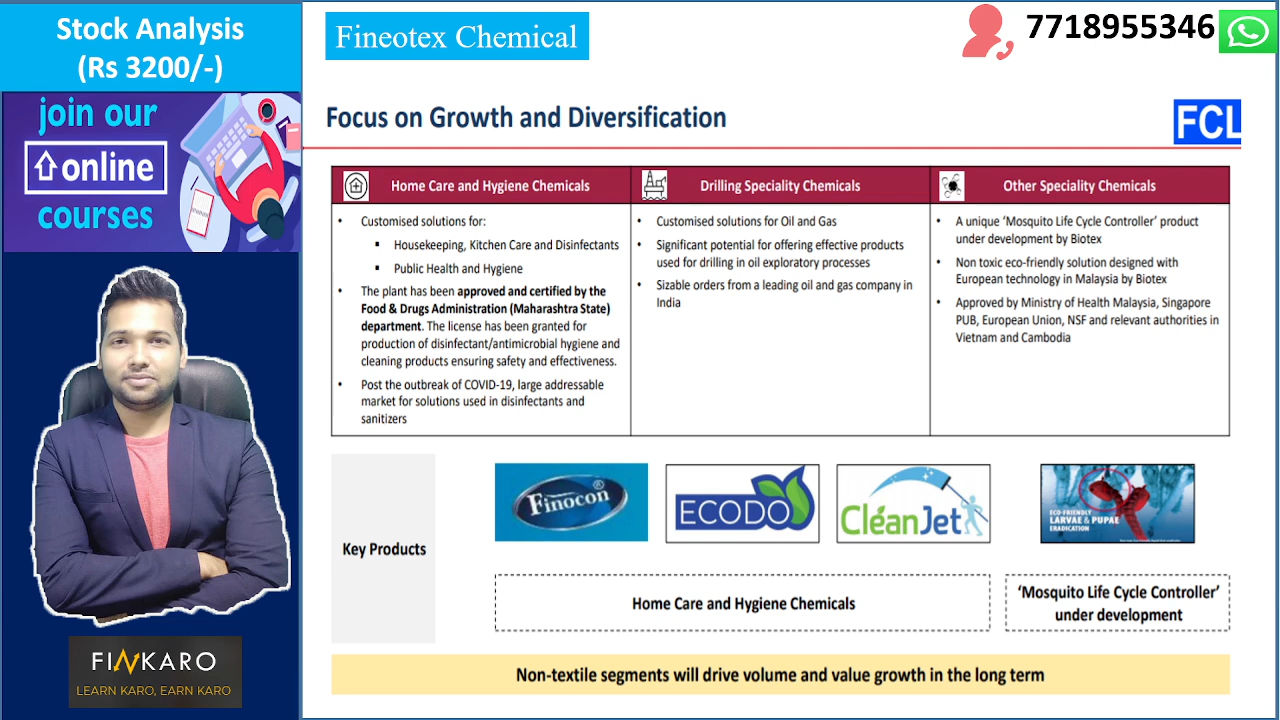 Stock Analysis
(Rs 3200/-)
join our
online
courses
FINKARO
LEARN KARO, EARN KARO
Fineotex Chemical
7718955346
Focus on Growth and Diversification
FCL
Home Care and Hygiene Chemicals
• Customised solutions for:
▪ Housekeeping, Kitchen Care and Disinfectants
▪ Public Health and Hygiene
• The plant has been approved and certified by the
Food & Drugs Administration (Maharashtra State)
department. The license has been granted for
production of disinfectant/antimicrobial hygiene and
cleaning products ensuring safety and effectiveness.
• Post the outbreak of COVID-19, large addressable
market for solutions used in disinfectants and
sanitizers
Drilling Speciality Chemicals
• Customised solutions for Oil and Gas
• Significant potential for offering effective products
used for drilling in oil exploratory processes
• Sizable orders from a leading oil and gas company in
India
Other Speciality Chemicals
• A unique ‘Mosquito Life Cycle Controller’ product
under development by Biotex
• Non toxic eco-friendly solution designed with
European technology in Malaysia by Biotex
• Approved by Ministry of Health Malaysia, Singapore
PUB, European Union, NSF and relevant authorities in
Vietnam and Cambodia
Key Products
Finocon®
ECODO
CleanJet
ECO-FRIENDLY
LARVAE & PUPAE
ERADICATION
Home Care and Hygiene Chemicals
‘Mosquito Life Cycle Controller’
under development
Non-textile segments will drive volume and value growth in the long term